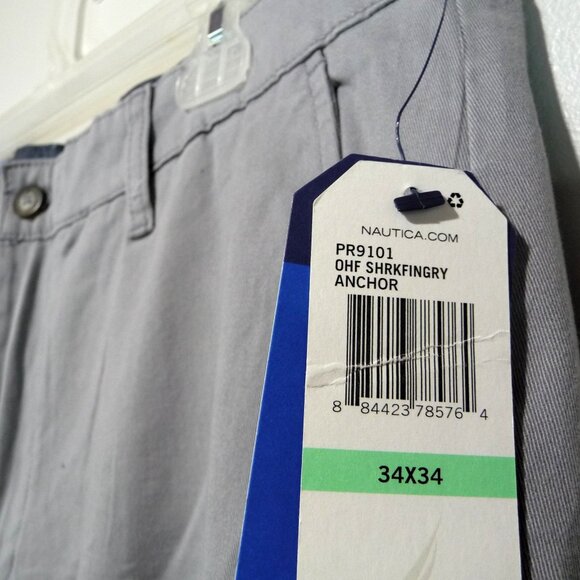 NAUTICA.COM
PR9101
OHF SHRKFINGRY
ANCHOR
8 84423 78576 4
34X34